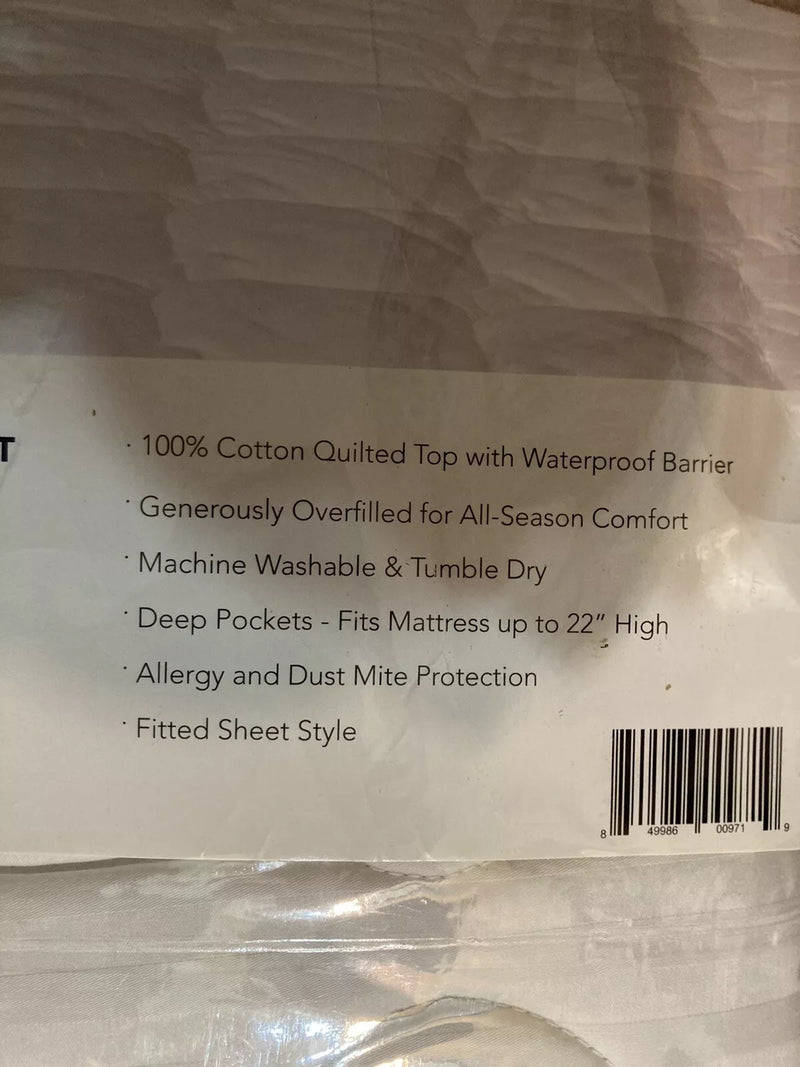 T
· 100% Cotton Quilted Top with Waterproof Barrier
· Generously Overfilled for All-Season Comfort
· Machine Washable & Tumble Dry
· Deep Pockets - Fits Mattress up to 22” High
· Allergy and Dust Mite Protection
· Fitted Sheet Style
8 49986 00971 9